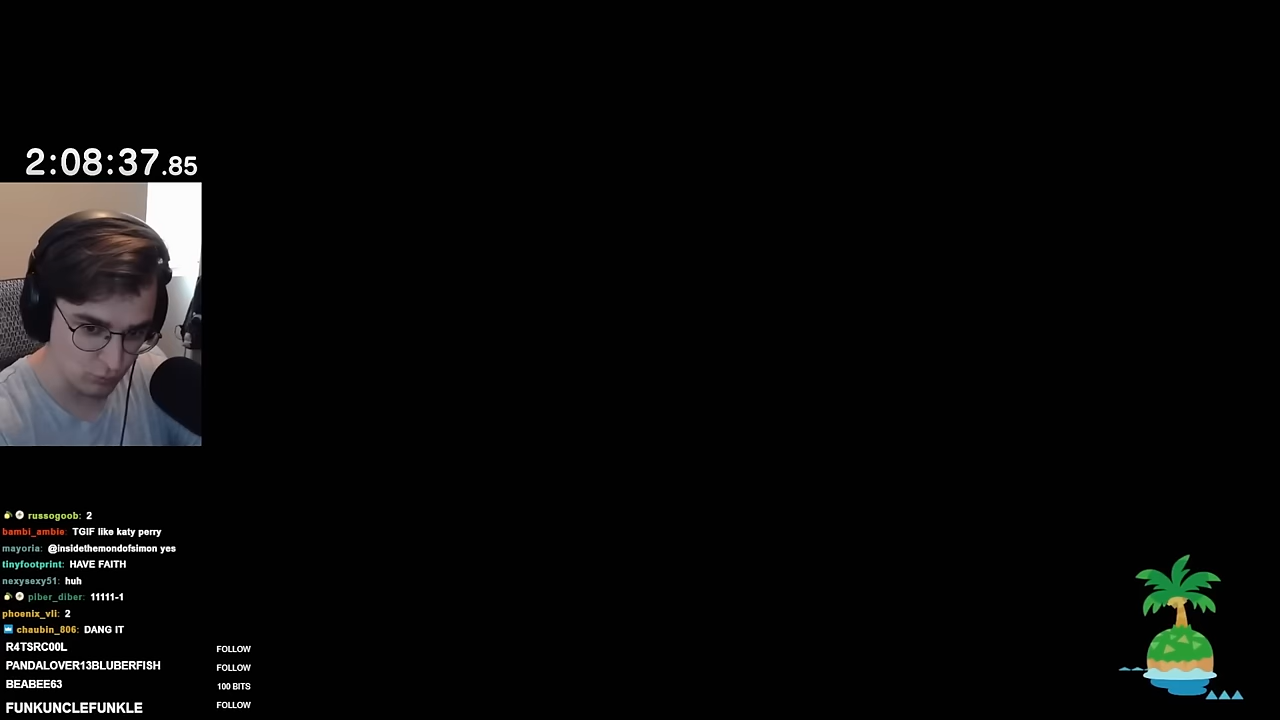 2:08:37.85
russogoob: 2
bambi_ambie: TGIF like katy perry
mayoria: @insidethemondofsimon yes
tinyfootprint: HAVE FAITH
nexysexy51: huh
piber_diber: 11111-1
phoenix_vii: 2
chaubin_806: DANG IT
R4TSRC00L FOLLOW
PANDALOVER13BLUBERFISH FOLLOW
BEABEE63 100 BITS
FUNKUNCLEFUNKLE FOLLOW